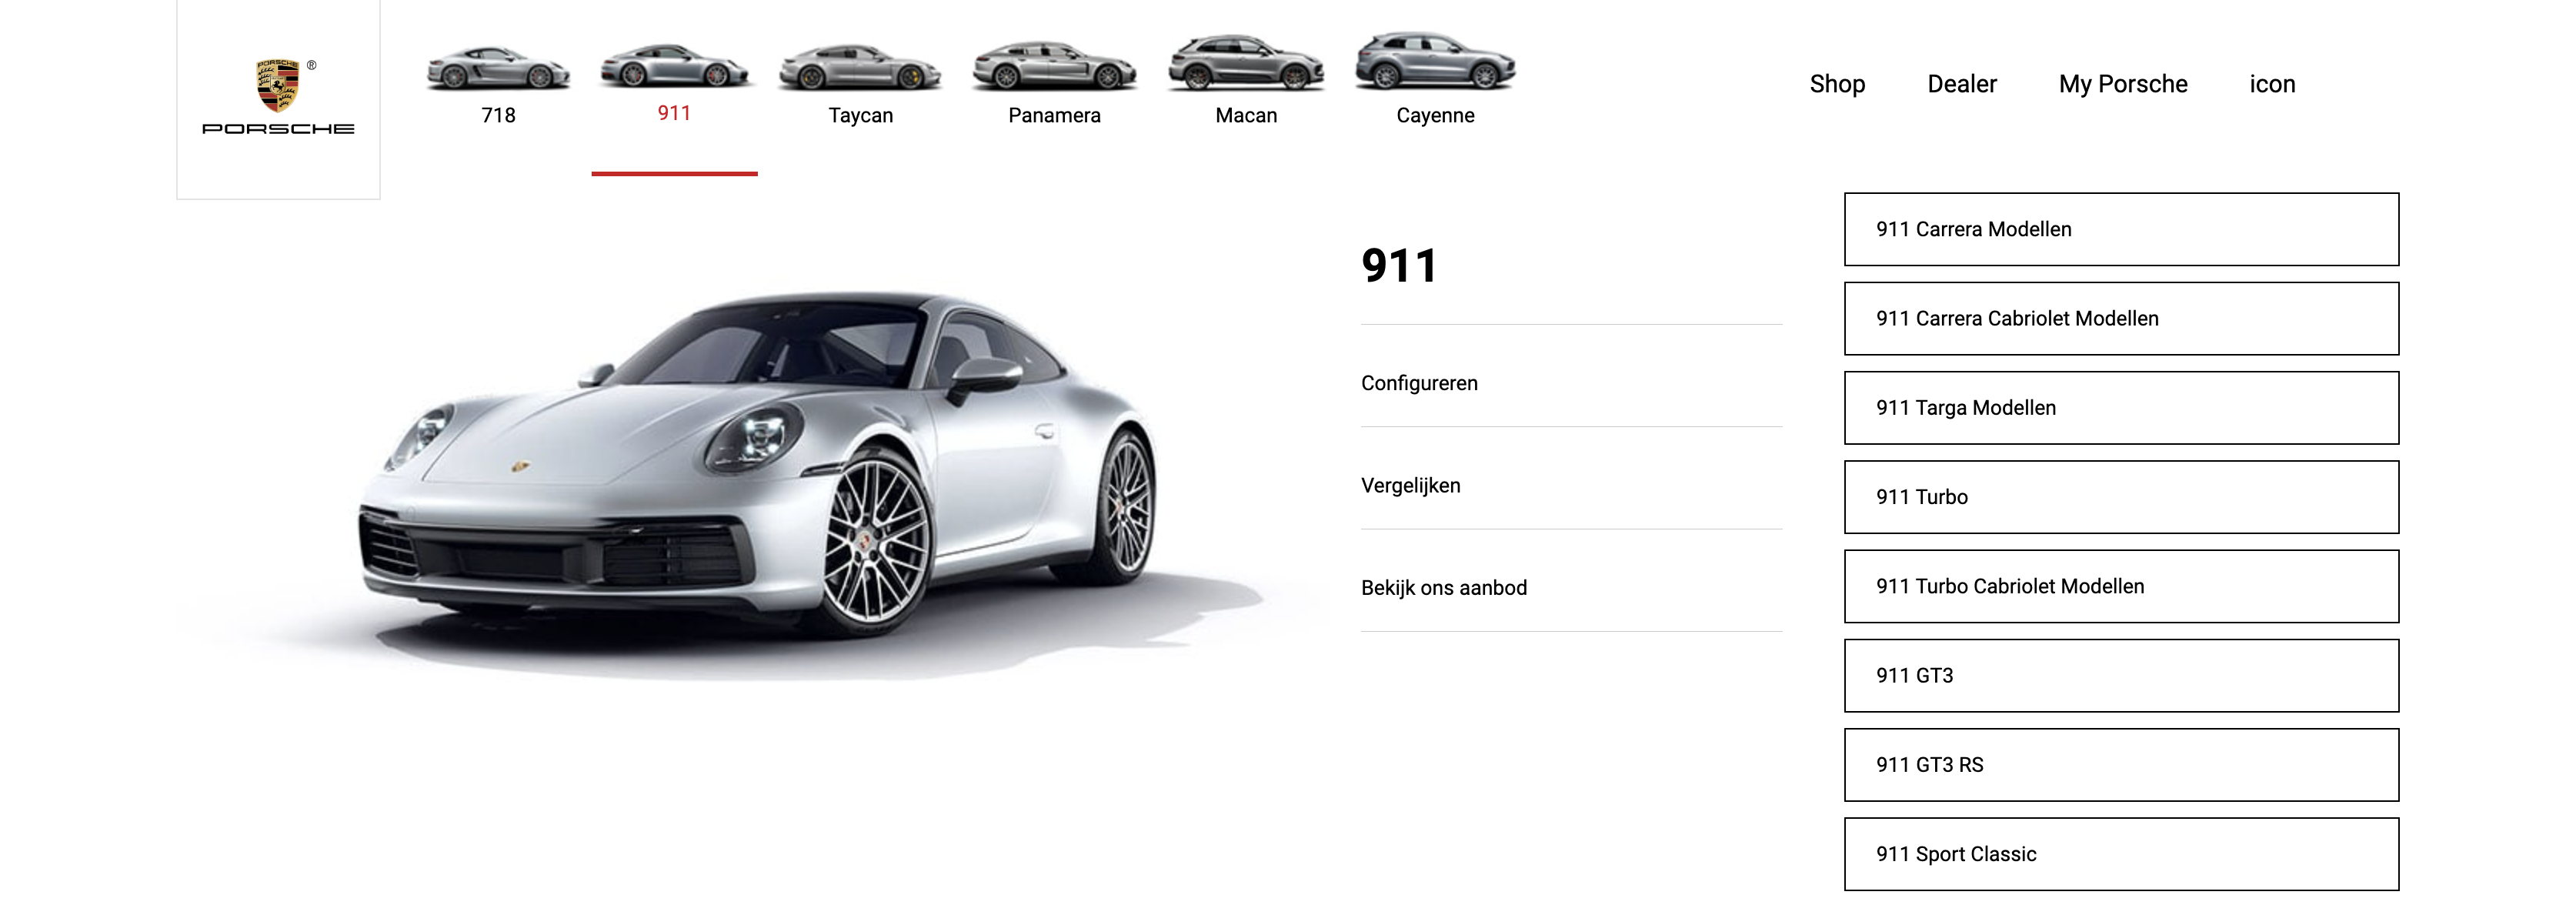 PORSCHE
®
PORSCHE
718
911
Taycan
Panamera
Macan
Cayenne
Shop
Dealer
My Porsche
icon
911
Configureren
Vergelijken
Bekijk ons aanbod
911 Carrera Modellen
911 Carrera Cabriolet Modellen
911 Targa Modellen
911 Turbo
911 Turbo Cabriolet Modellen
911 GT3
911 GT3 RS
911 Sport Classic